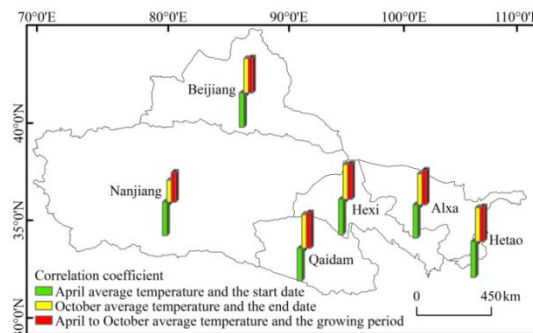 70°0'E 80°0'E 90°0'E 100°0'E 110°0'E
Beijiang
40°0'N
Nanjiang
Hexi
Alxa
35°0'N
Qaidam
Hetao
Correlation coefficient
April average temperature and the start date
October average temperature and the end date
April to October average temperature and the growing period
0 450 km